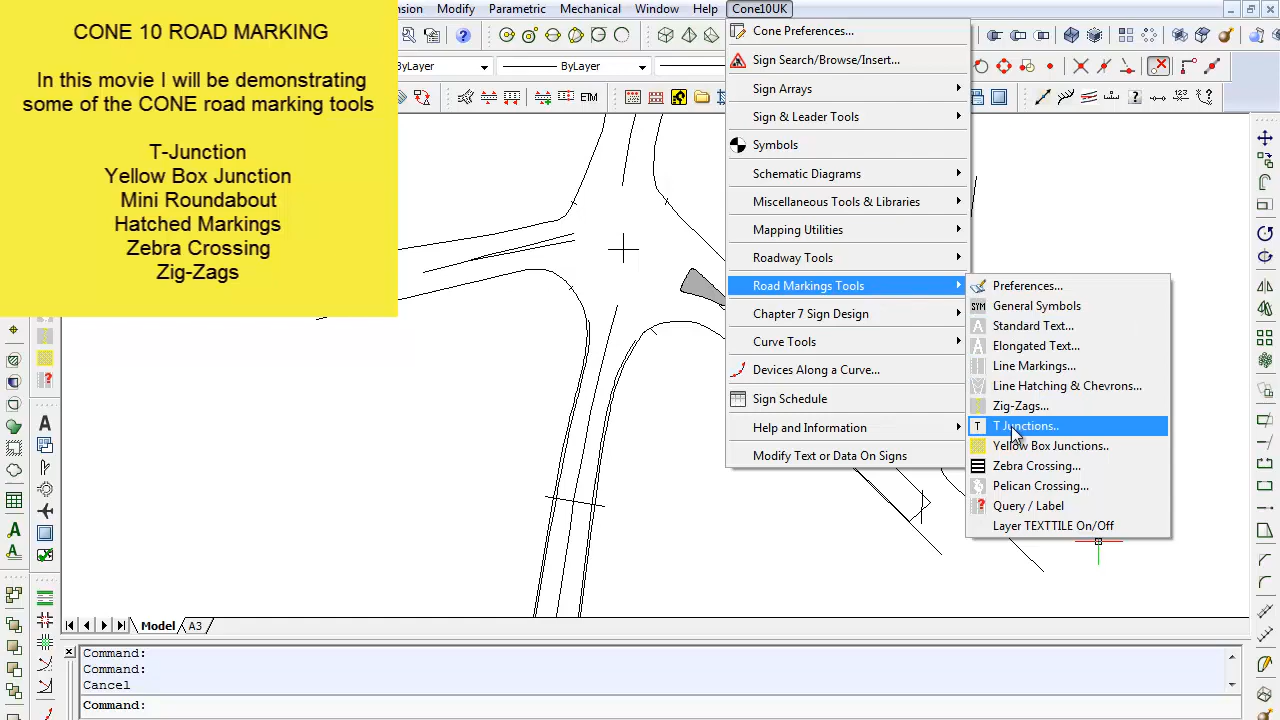 CONE 10 ROAD MARKING
In this movie I will be demonstrating
some of the CONE road marking tools
T-Junction
Yellow Box Junction
Mini Roundabout
Hatched Markings
Zebra Crossing
Zig-Zags
Modify
Parametric
Mechanical
Window
Help
Cone10UK
ByLayer
ByLayer
Cone Preferences...
Sign Search/Browse/Insert...
Sign Arrays
Sign & Leader Tools
Symbols
Schematic Diagrams
Miscellaneous Tools & Libraries
Mapping Utilities
Roadway Tools
Road Markings Tools
Chapter 7 Sign Design
Curve Tools
Devices Along a Curve...
Sign Schedule
Help and Information
Modify Text or Data On Signs
Preferences...
SYM General Symbols
Standard Text...
Elongated Text...
Line Markings...
Line Hatching & Chevrons...
Zig-Zags...
T Junctions..
Yellow Box Junctions..
Zebra Crossing...
Pelican Crossing...
Query / Label
Layer TEXTTILE On/Off
Model
A3
Command:
Command:
Cancel
Command: